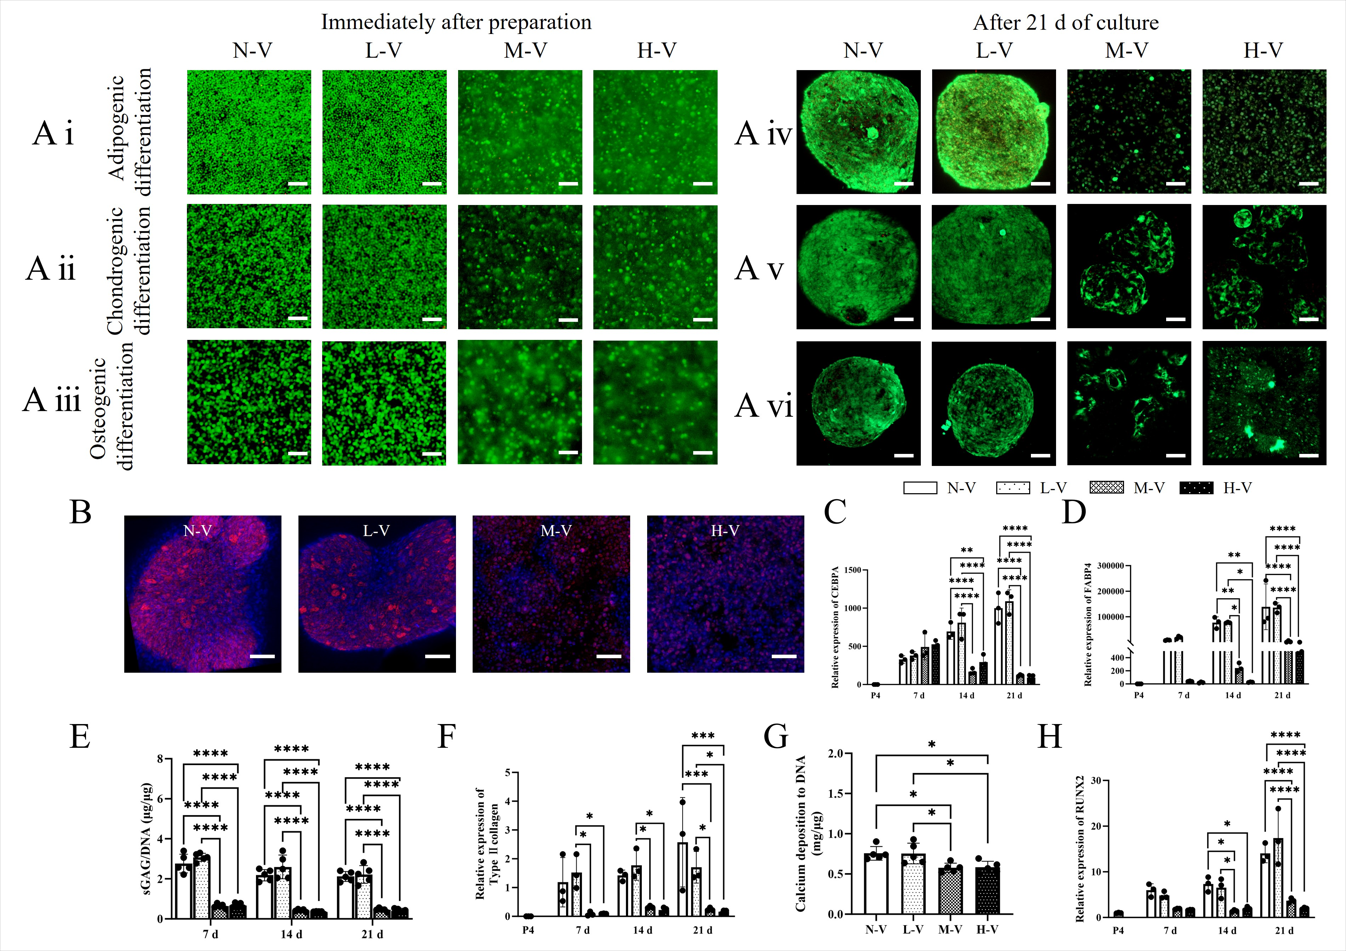 Immediately after preparation
After 21 d of culture
N-V L-V M-V H-V
N-V L-V M-V H-V
A i
Adipogenic
differentiation
A iv
A ii
Chondrogenic
differentiation
A v
A iii
Osteogenic
differentiation
A vi
N-V L-V M-V H-V
B
N-V L-V M-V H-V
C
Relative expression of CEBPA
1500
1000
500
0
** **** **** ****
**** **** **** ****
P4 7 d 14 d 21 d
D
Relative expression of FABP4
300000
200000
100000
400
200
0
** * ** *
**** **** **** ****
P4 7 d 14 d 21 d
E
sGAG/DNA (μg/μg)
8
6
4
2
0
**** **** **** ****
**** **** **** ****
**** **** **** ****
7 d 14 d 21 d
F
Relative expression of
Type II collagen
5
4
3
2
1
0
* *
* *
*** * *** *
P4 7 d 14 d 21 d
G
Calcium deposition to DNA
(mg/μg)
2.0
1.5
1.0
0.5
0.0
* * * *
N-V L-V M-V H-V
H
Relative expression of RUNX2
30
20
10
0
* * * *
**** **** **** ****
P4 7 d 14 d 21 d